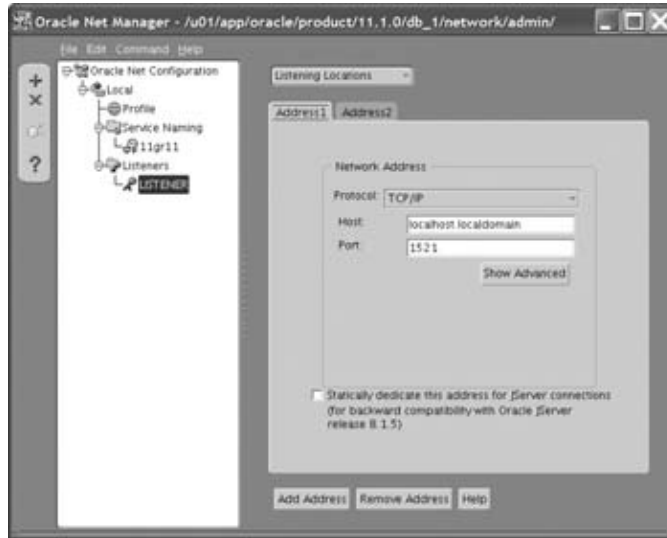 Oracle Net Manager - /u01/app/oracle/product/11.1.0/db_1/network/admin/
File Edit Command Help
Oracle Net Configuration
Local
Profile
Service Naming
11gr11
Listeners
LISTENER
Listening Locations
Address1 Address2
Network Address
Protocol: TCP/IP
Host: localhost.localdomain
Port: 1521
Show Advanced
Statically dedicate this address for JServer connections
(for backward compatibility with Oracle JServer
release 8.1.5)
Add Address Remove Address Help